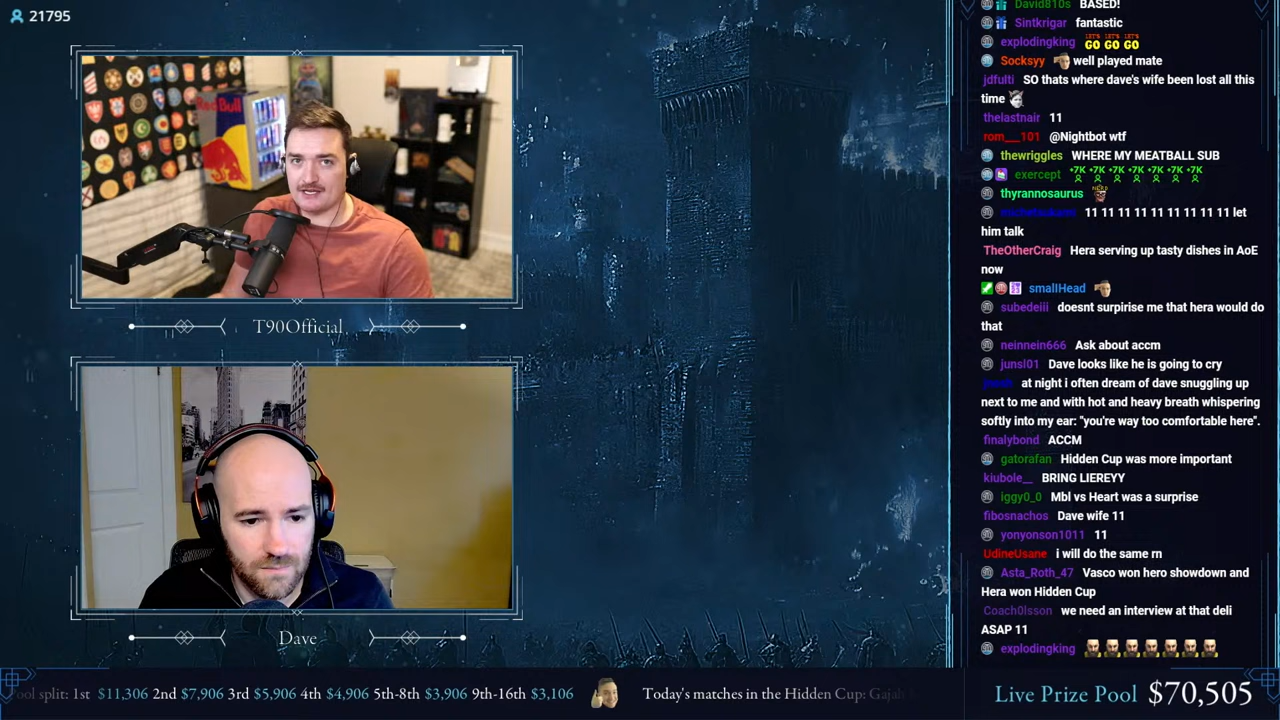 21795
Red Bull
T90Official
Dave
David810s BASED!
Sintkrigar fantastic
explodingking LET'S GO LET'S GO LET'S GO
Socksyy well played mate
jdfulti SO thats where dave's wife been lost all this
time
thelastnair 11
rom___101 @Nightbot wtf
thewriggles WHERE MY MEATBALL SUB
exercept +7K +7K +7K +7K +7K +7K +7K
thyrannosaurus NERD
11 11 11 11 11 11 11 11 11 let
him talk
TheOtherCraig Hera serving up tasty dishes in AoE
now
smallHead
subedeiii doesnt surpirise me that hera would do
that
neinnein666 Ask about accm
junsl01 Dave looks like he is going to cry
at night i often dream of dave snuggling up
next to me and with hot and heavy breath whispering
softly into my ear: "you're way too comfortable here".
finalybond ACCM
gatorafan Hidden Cup was more important
kiubole__ BRING LIEREYY
iggy0_0 Mbl vs Heart was a surprise
fibosnachos Dave wife 11
yonyonson1011 11
UdineUsane i will do the same rn
Asta_Roth_47 Vasco won hero showdown and
Hera won Hidden Cup
Coach0lsson we need an interview at that deli
ASAP 11
explodingking
ool split: 1st $11,306 2nd $7,906 3rd $5,906 4th $4,906 5th-8th $3,906 9th-16th $3,106 Today's matches in the Hidden Cup: Gajah
Live Prize Pool $70,505